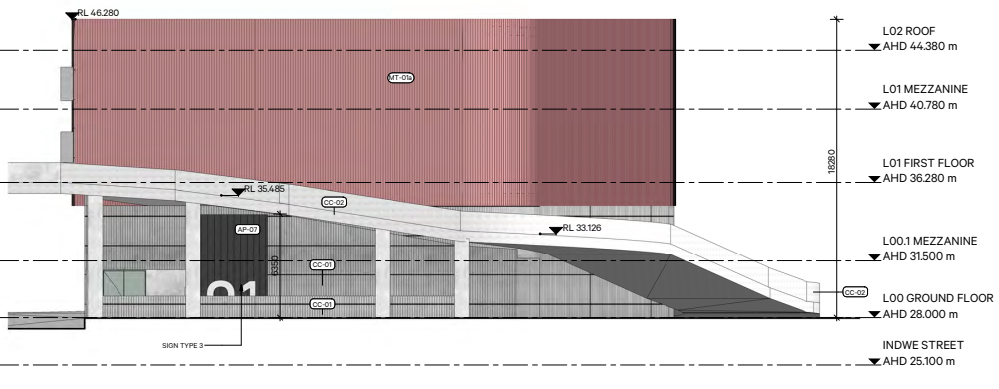 RL 46.280
L02 ROOF
AHD 44.380 m
MT-01a
L01 MEZZANINE
AHD 40.780 m
18280
L01 FIRST FLOOR
AHD 36.280 m
RL 35.485
CC-02
AP-07
RL 33.126
L00.1 MEZZANINE
AHD 31.500 m
6350
CC-01
01
CC-02
L00 GROUND FLOOR
CC-01
AHD 28.000 m
SIGN TYPE 3
INDWE STREET
AHD 25.100 m